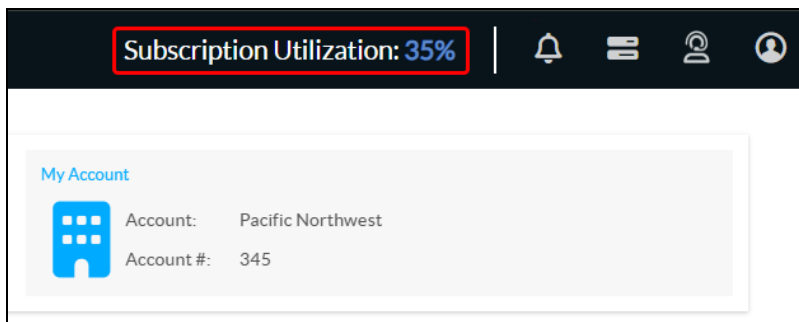 Subscription Utilization: 35%
My Account
Account: Pacific Northwest
Account #: 345